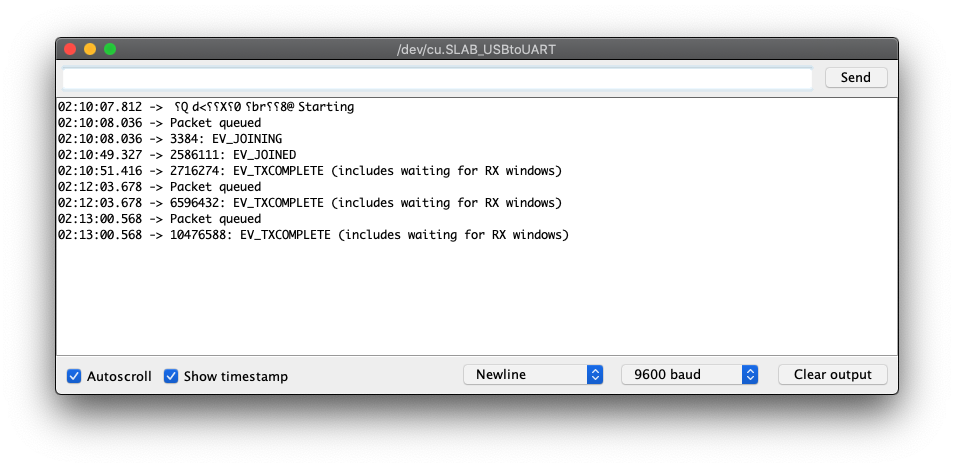 /dev/cu.SLAB_USBtoUART
Send
02:10:07.812 -> ⸮Q d<⸮⸮X⸮0 ⸮br⸮⸮8@ Starting
02:10:08.036 -> Packet queued
02:10:08.036 -> 3384: EV_JOINING
02:10:49.327 -> 2586111: EV_JOINED
02:10:51.416 -> 2716274: EV_TXCOMPLETE (includes waiting for RX windows)
02:12:03.678 -> Packet queued
02:12:03.678 -> 6596432: EV_TXCOMPLETE (includes waiting for RX windows)
02:13:00.568 -> Packet queued
02:13:00.568 -> 10476588: EV_TXCOMPLETE (includes waiting for RX windows)
Autoscroll Show timestamp Newline 9600 baud Clear output